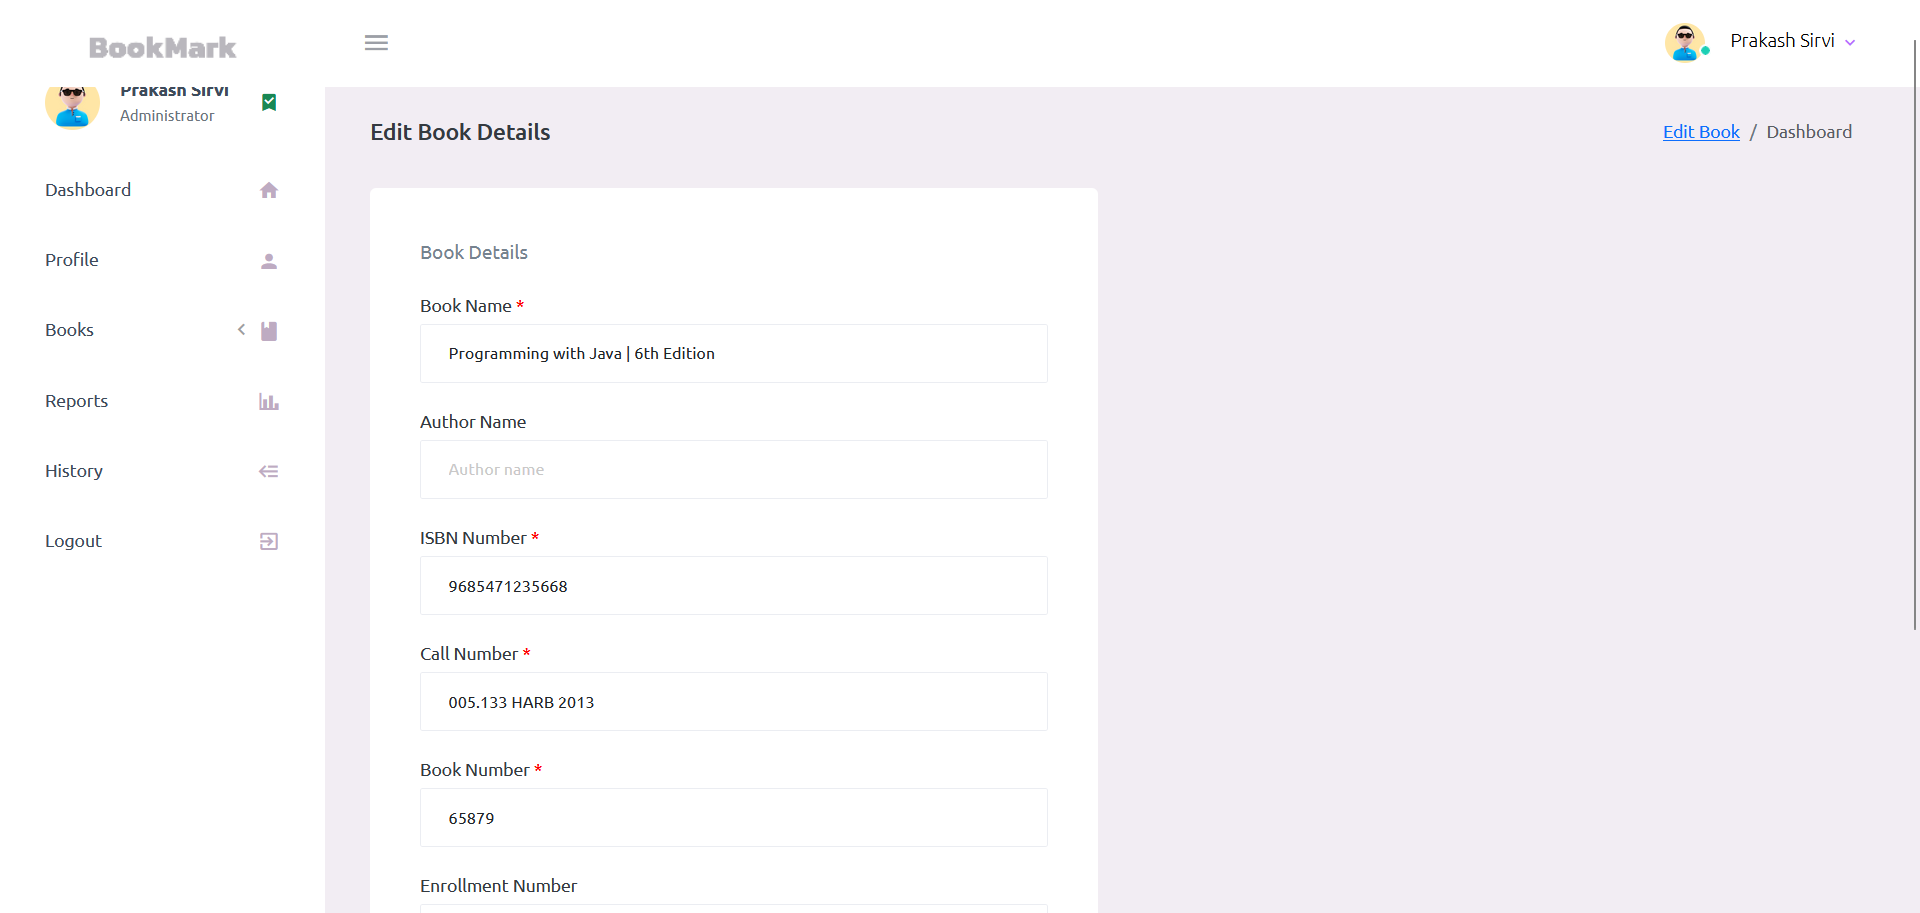 BookMark
Prakash Sirvi
Prakash Sirvi
Administrator
Dashboard
Profile
Books
Reports
History
Logout
Edit Book Details
Edit Book / Dashboard
Book Details
Book Name *
Programming with Java | 6th Edition
Author Name
Author name
ISBN Number *
9685471235668
Call Number *
005.133 HARB 2013
Book Number *
65879
Enrollment Number